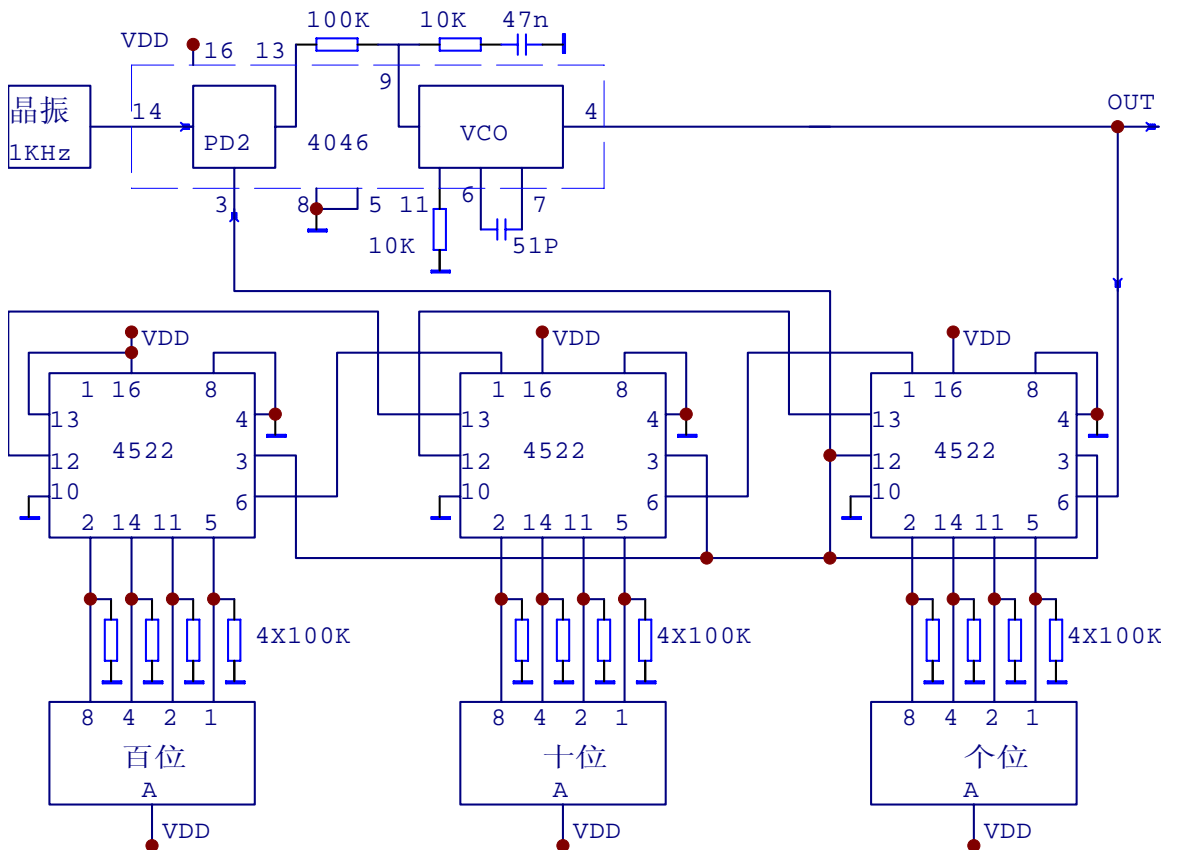 100K 10K 47n
VDD 16 13
9
晶振 14 4 OUT
1KHz PD2 4046 VCO
3 8 5 11 6 7
10K 51P
VDD VDD VDD
1 16 8 1 16 8 1 16 8
13 4 13 4 13 4
12 4522 3 12 4522 3 12 4522 3
10 6 10 6 10 6
2 14 11 5 2 14 11 5 2 14 11 5
4X100K 4X100K 4X100K
8 4 2 1 8 4 2 1 8 4 2 1
百位 十位 个位
A A A
VDD VDD VDD